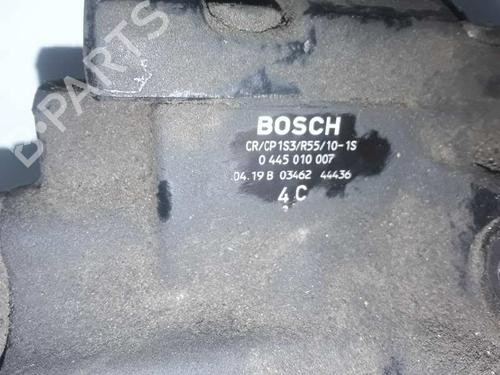 B-PARTS
BOSCH
CR/CP1S3/R55/10-1S
0 445 010 007
04.19 B 03462 44436
4 C